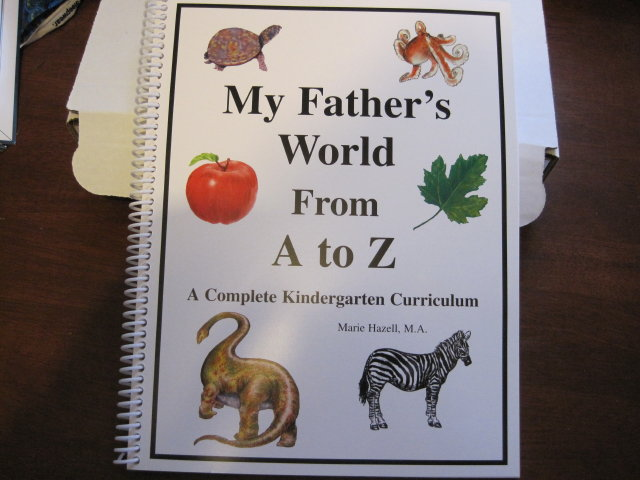 My Father's
World
From
A to Z
A Complete Kindergarten Curriculum
Marie Hazell, M.A.